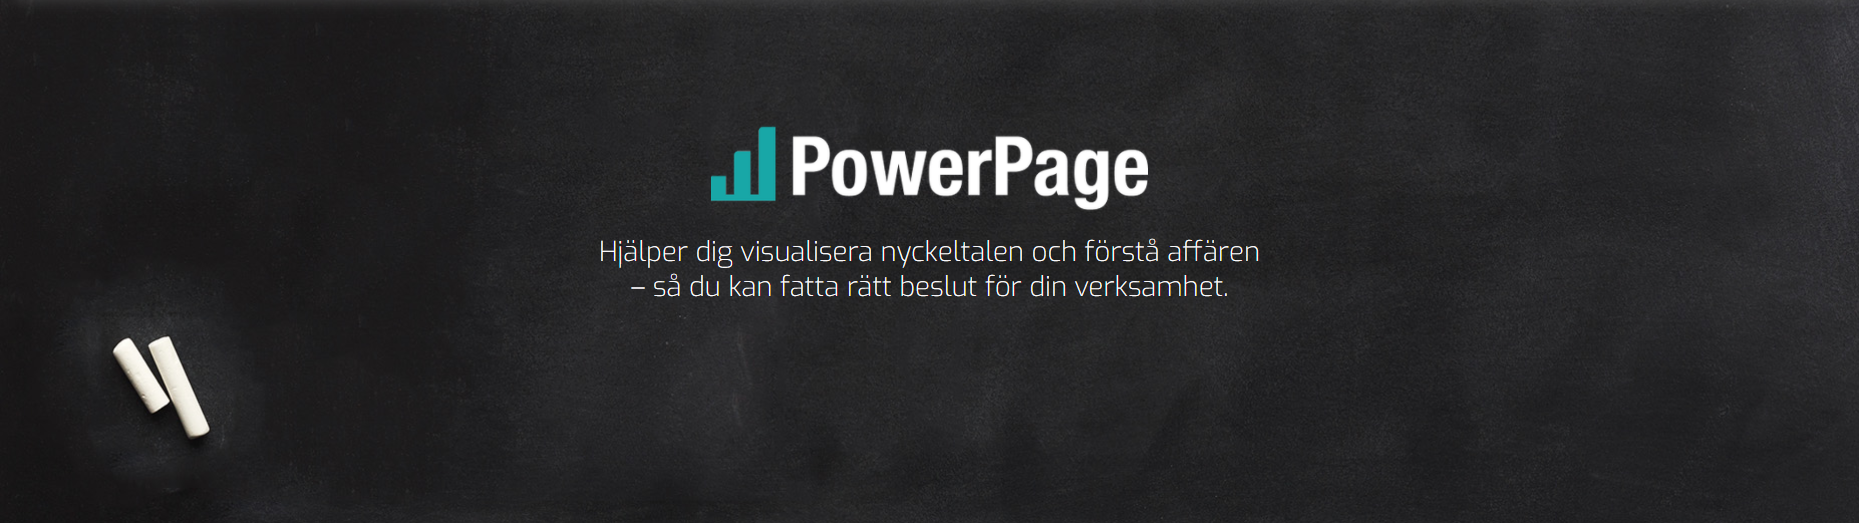 PowerPage
Hjälper dig visualisera nyckeltalen och förstå affären
– så du kan fatta rätt beslut för din verksamhet.